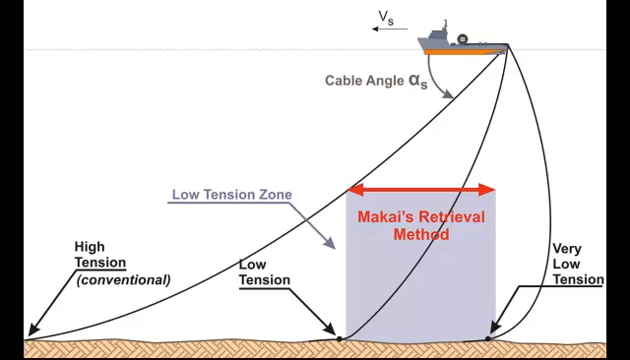 Vs
Cable Angle αs
Low Tension Zone
Makai's Retrieval
Method
High
Tension
(conventional)
Low
Tension
Very
Low
Tension